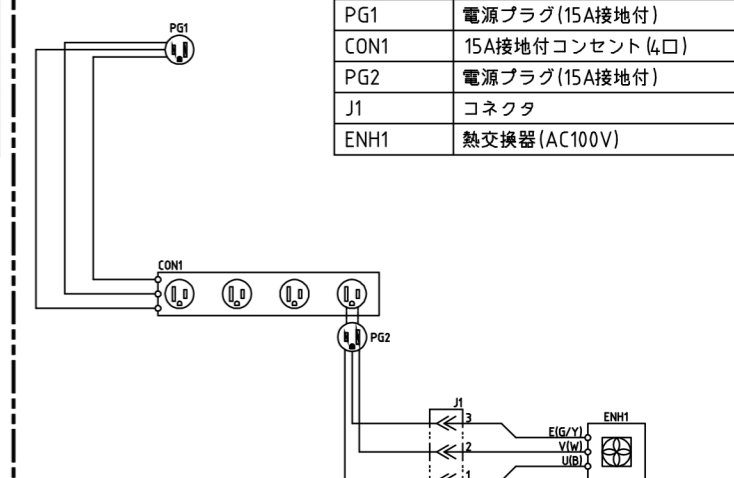 PG1 電源プラグ(15A接地付)
CON1 15A接地付コンセント(4口)
PG2 電源プラグ(15A接地付)
J1 コネクタ
ENH1 熱交換器(AC100V)
PG1
CON1
PG2
J1
ENH1
3
E(G/Y)
2
V(W)
1
U(B)